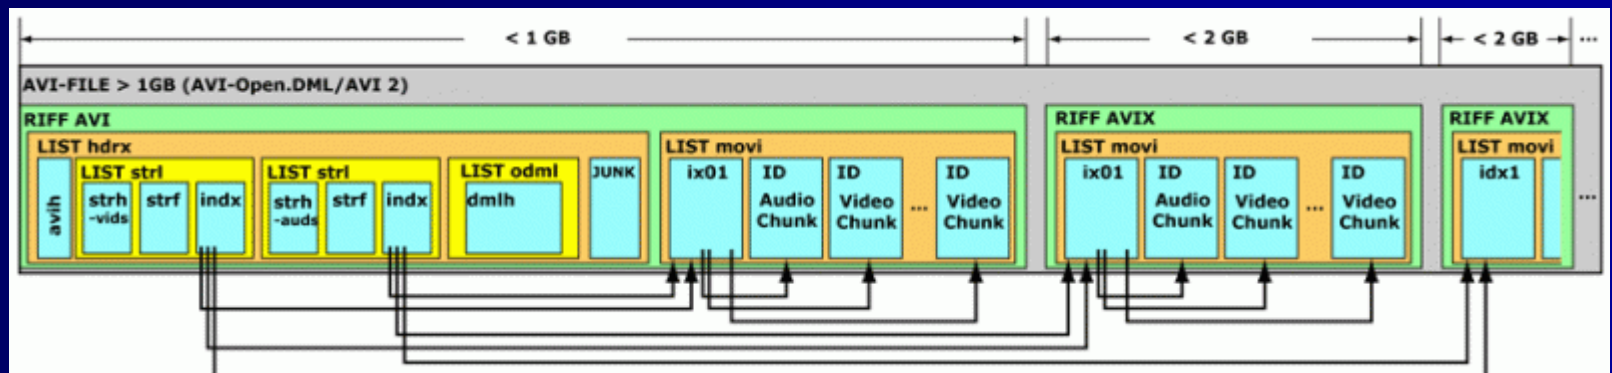 < 1 GB
< 2 GB
< 2 GB
...
AVI-FILE > 1GB (AVI-Open.DML/AVI 2)
RIFF AVI
LIST hdrx
avih
LIST strl
strh
-vids
strf
indx
LIST strl
strh
-auds
strf
indx
LIST odml
dmlh
JUNK
LIST movi
ix01
ID
Audio
Chunk
ID
Video
Chunk
...
ID
Video
Chunk
RIFF AVIX
LIST movi
ix01
ID
Audio
Chunk
ID
Video
Chunk
...
ID
Video
Chunk
RIFF AVIX
LIST movi
idx1
...